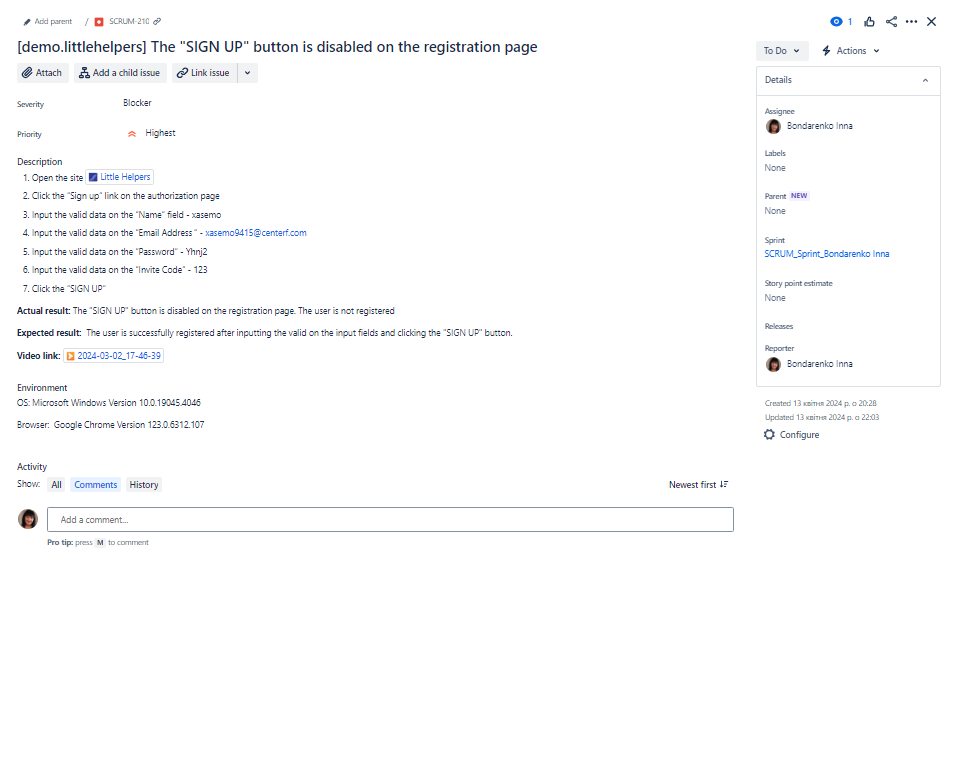 Add parent / SCRUM-210
1
[demo.littlehelpers] The "SIGN UP" button is disabled on the registration page
Attach Add a child issue Link issue
Severity Blocker
Priority Highest
Description
1. Open the site Little Helpers
2. Click the "Sign up" link on the authorization page
3. Input the valid data on the "Name" field - xasemo
4. Input the valid data on the "Email Address " - xasemo9415@centerf.com
5. Input the valid data on the "Password" - Yhnj2
6. Input the valid data on the "Invite Code" - 123
7. Click the "SIGN UP"
Actual result: The "SIGN UP" button is disabled on the registration page. The user is not registered
Expected result: The user is successfully registered after inputting the valid on the input fields and clicking the "SIGN UP" button.
Video link: 2024-03-02_17-46-39
Environment
OS: Microsoft Windows Version 10.0.19045.4046
Browser: Google Chrome Version 123.0.6312.107
Activity
Show: All Comments History Newest first
Add a comment...
Pro tip: press M to comment
To Do Actions
Details
Assignee
Bondarenko Inna
Labels
None
Parent NEW
None
Sprint
SCRUM_Sprint_Bondarenko Inna
Story point estimate
None
Releases
Reporter
Bondarenko Inna
Created 13 квітня 2024 р. о 20:28
Updated 13 квітня 2024 р. о 22:03
Configure